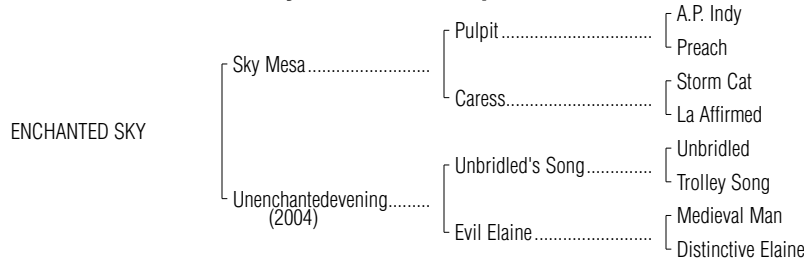 A.P. Indy
Pulpit..................................
Preach
Sky Mesa...........................
Storm Cat
Caress.................................
La Affirmed
ENCHANTED SKY
Unbridled
Unbridled's Song...............
Trolley Song
Unenchantedevening.........
(2004)
Medieval Man
Evil Elaine..........................
Distinctive Elaine